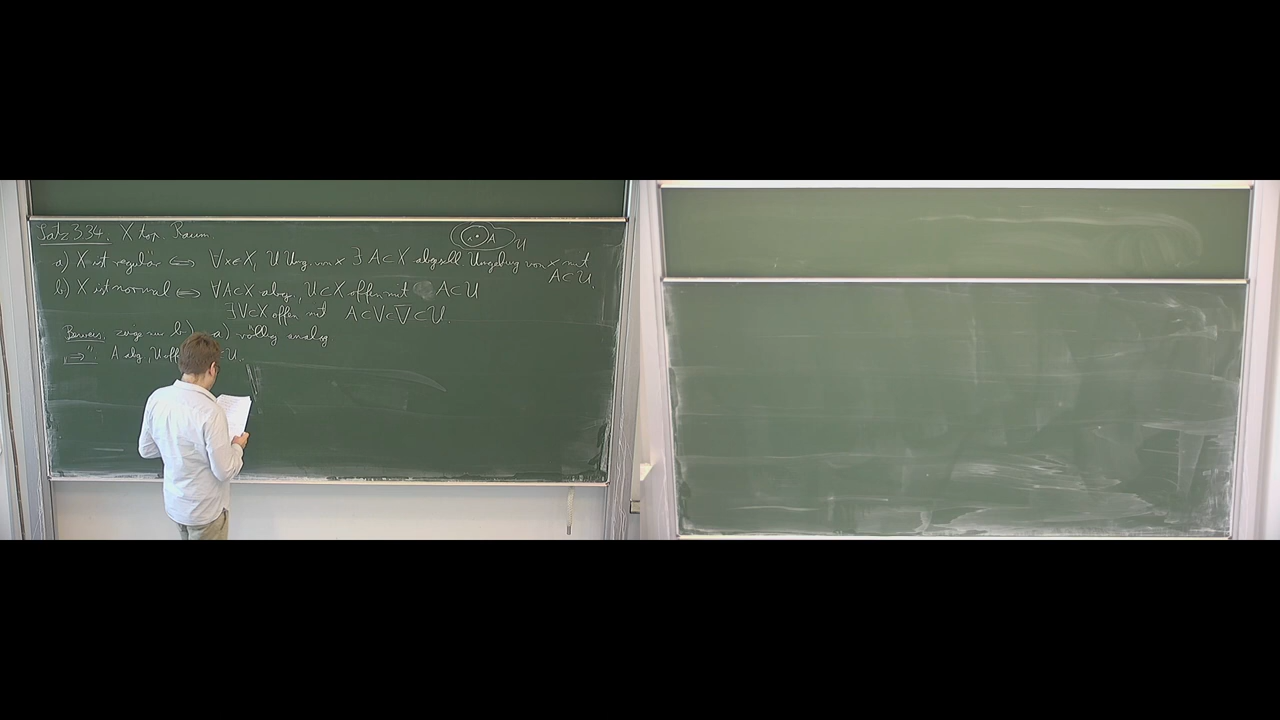 Satz 3.34. X top. Raum
x A U
a) X ist regulär ⟺ ∀x∈X, U Umg. von x ∃ A⊂X abgeschl. Umgebung von x mit
A⊂U.
b) X ist normal ⟺ ∀A⊂X abg., U⊂X offen mit A⊂U
∃V⊂X offen mit A⊂V⊂V̅⊂U.
Beweis. zeige nur b) a) völlig analog
"⇒": A abg., U off U.